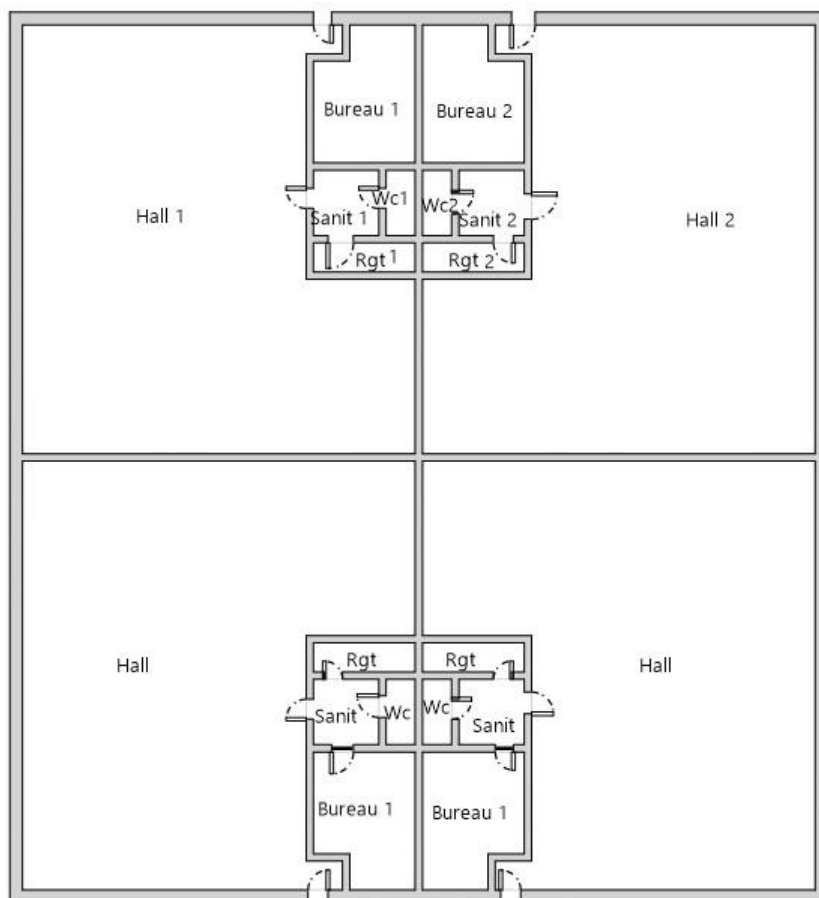 Bureau 1
Bureau 2
Wc1
Wc2
Hall 1
Sanit 1
Sanit 2
Hall 2
Rgt 1
Rgt 2
Hall
Rgt
Rgt
Hall
Sanit
Wc
Wc
Sanit
Bureau 1
Bureau 1